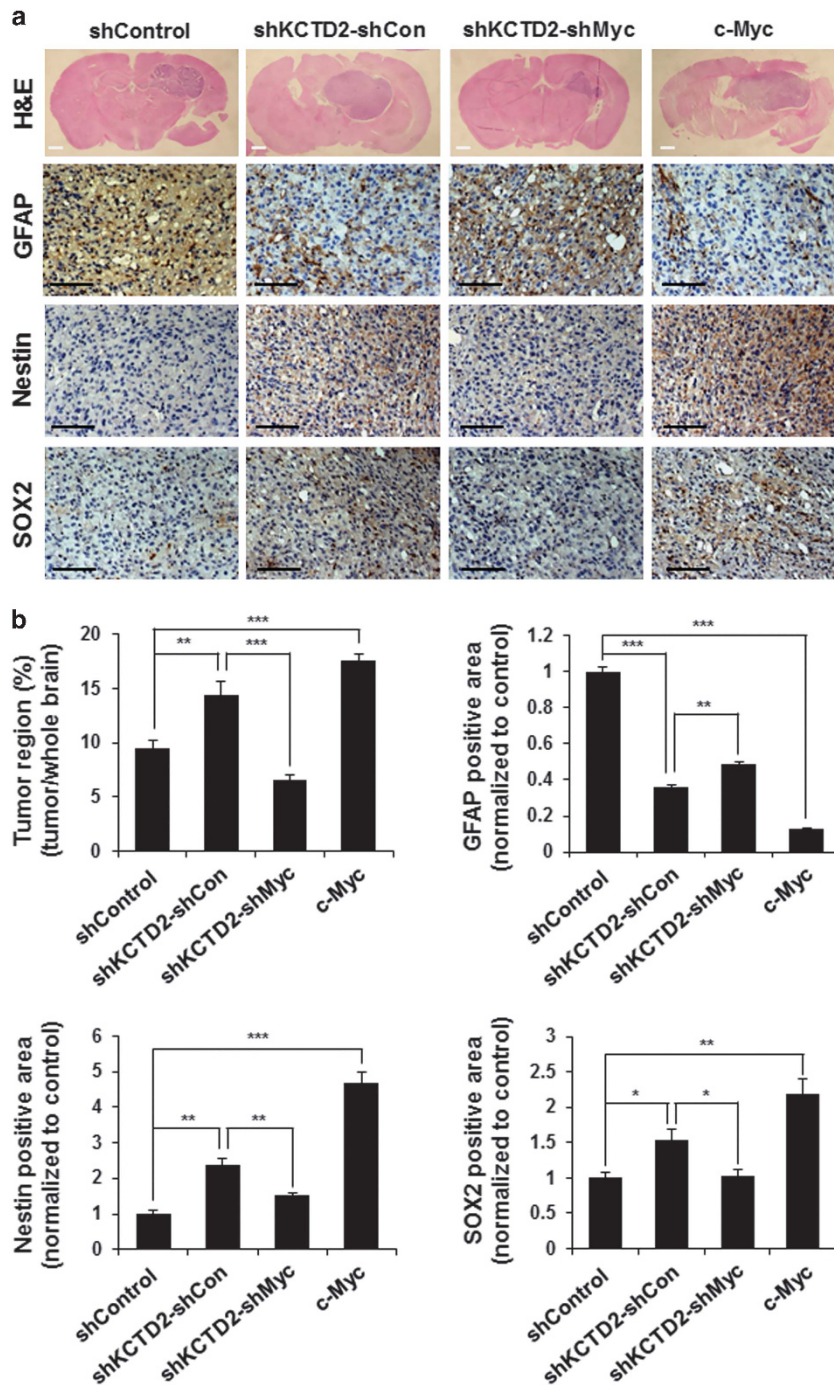 a
shControl shKCTD2-shCon shKCTD2-shMyc c-Myc
H&E
GFAP
Nestin
SOX2
b
Tumor region (%)
(tumor/whole brain)
20
15
10
5
0
**
***
***
shControl
shKCTD2-shCon
shKCTD2-shMyc
c-Myc
GFAP positive area
(normalized to control)
1.2
1
0.8
0.6
0.4
0.2
0
***
**
***
shControl
shKCTD2-shCon
shKCTD2-shMyc
c-Myc
Nestin positive area
(normalized to control)
6
5
4
3
2
1
0
***
**
**
shControl
shKCTD2-shCon
shKCTD2-shMyc
c-Myc
SOX2 positive area
(normalized to control)
3
2.5
2
1.5
1
0.5
0
**
*
*
shControl
shKCTD2-shCon
shKCTD2-shMyc
c-Myc